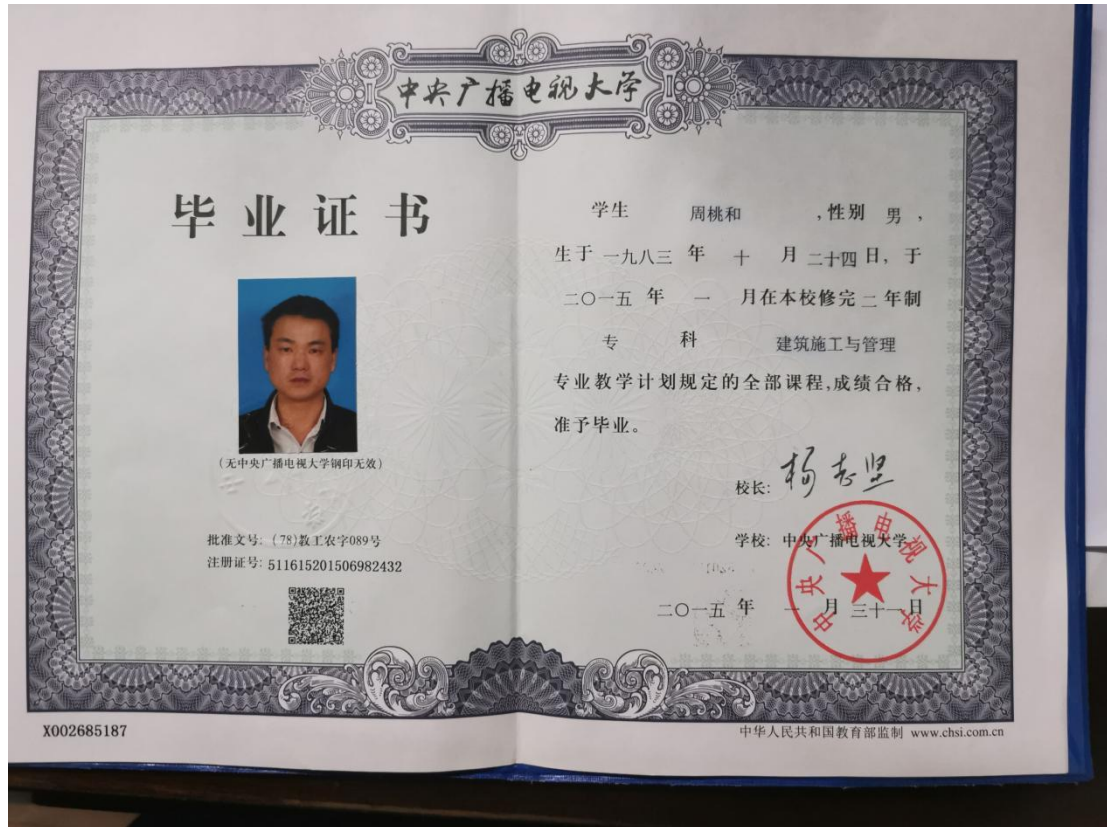 中央广播电视大学
毕业证书
(无中央广播电视大学钢印无效)
批准文号:(78)教工农字089号
注册证号:511615201506982432
X002685187
学生 周桃和 ,性别 男 ,
生于 一九八三 年 十 月 二十四 日, 于
二〇一五 年 一 月在本校修完 二 年制
专 科 建筑施工与管理
专业教学计划规定的全部课程,成绩合格,
准予毕业。
校长: 杨志坚
学校: 中央广播电视大学
中央广播电视大学
二〇一五 年 一 月 三十一 日
中华人民共和国教育部监制 www.chsi.com.cn